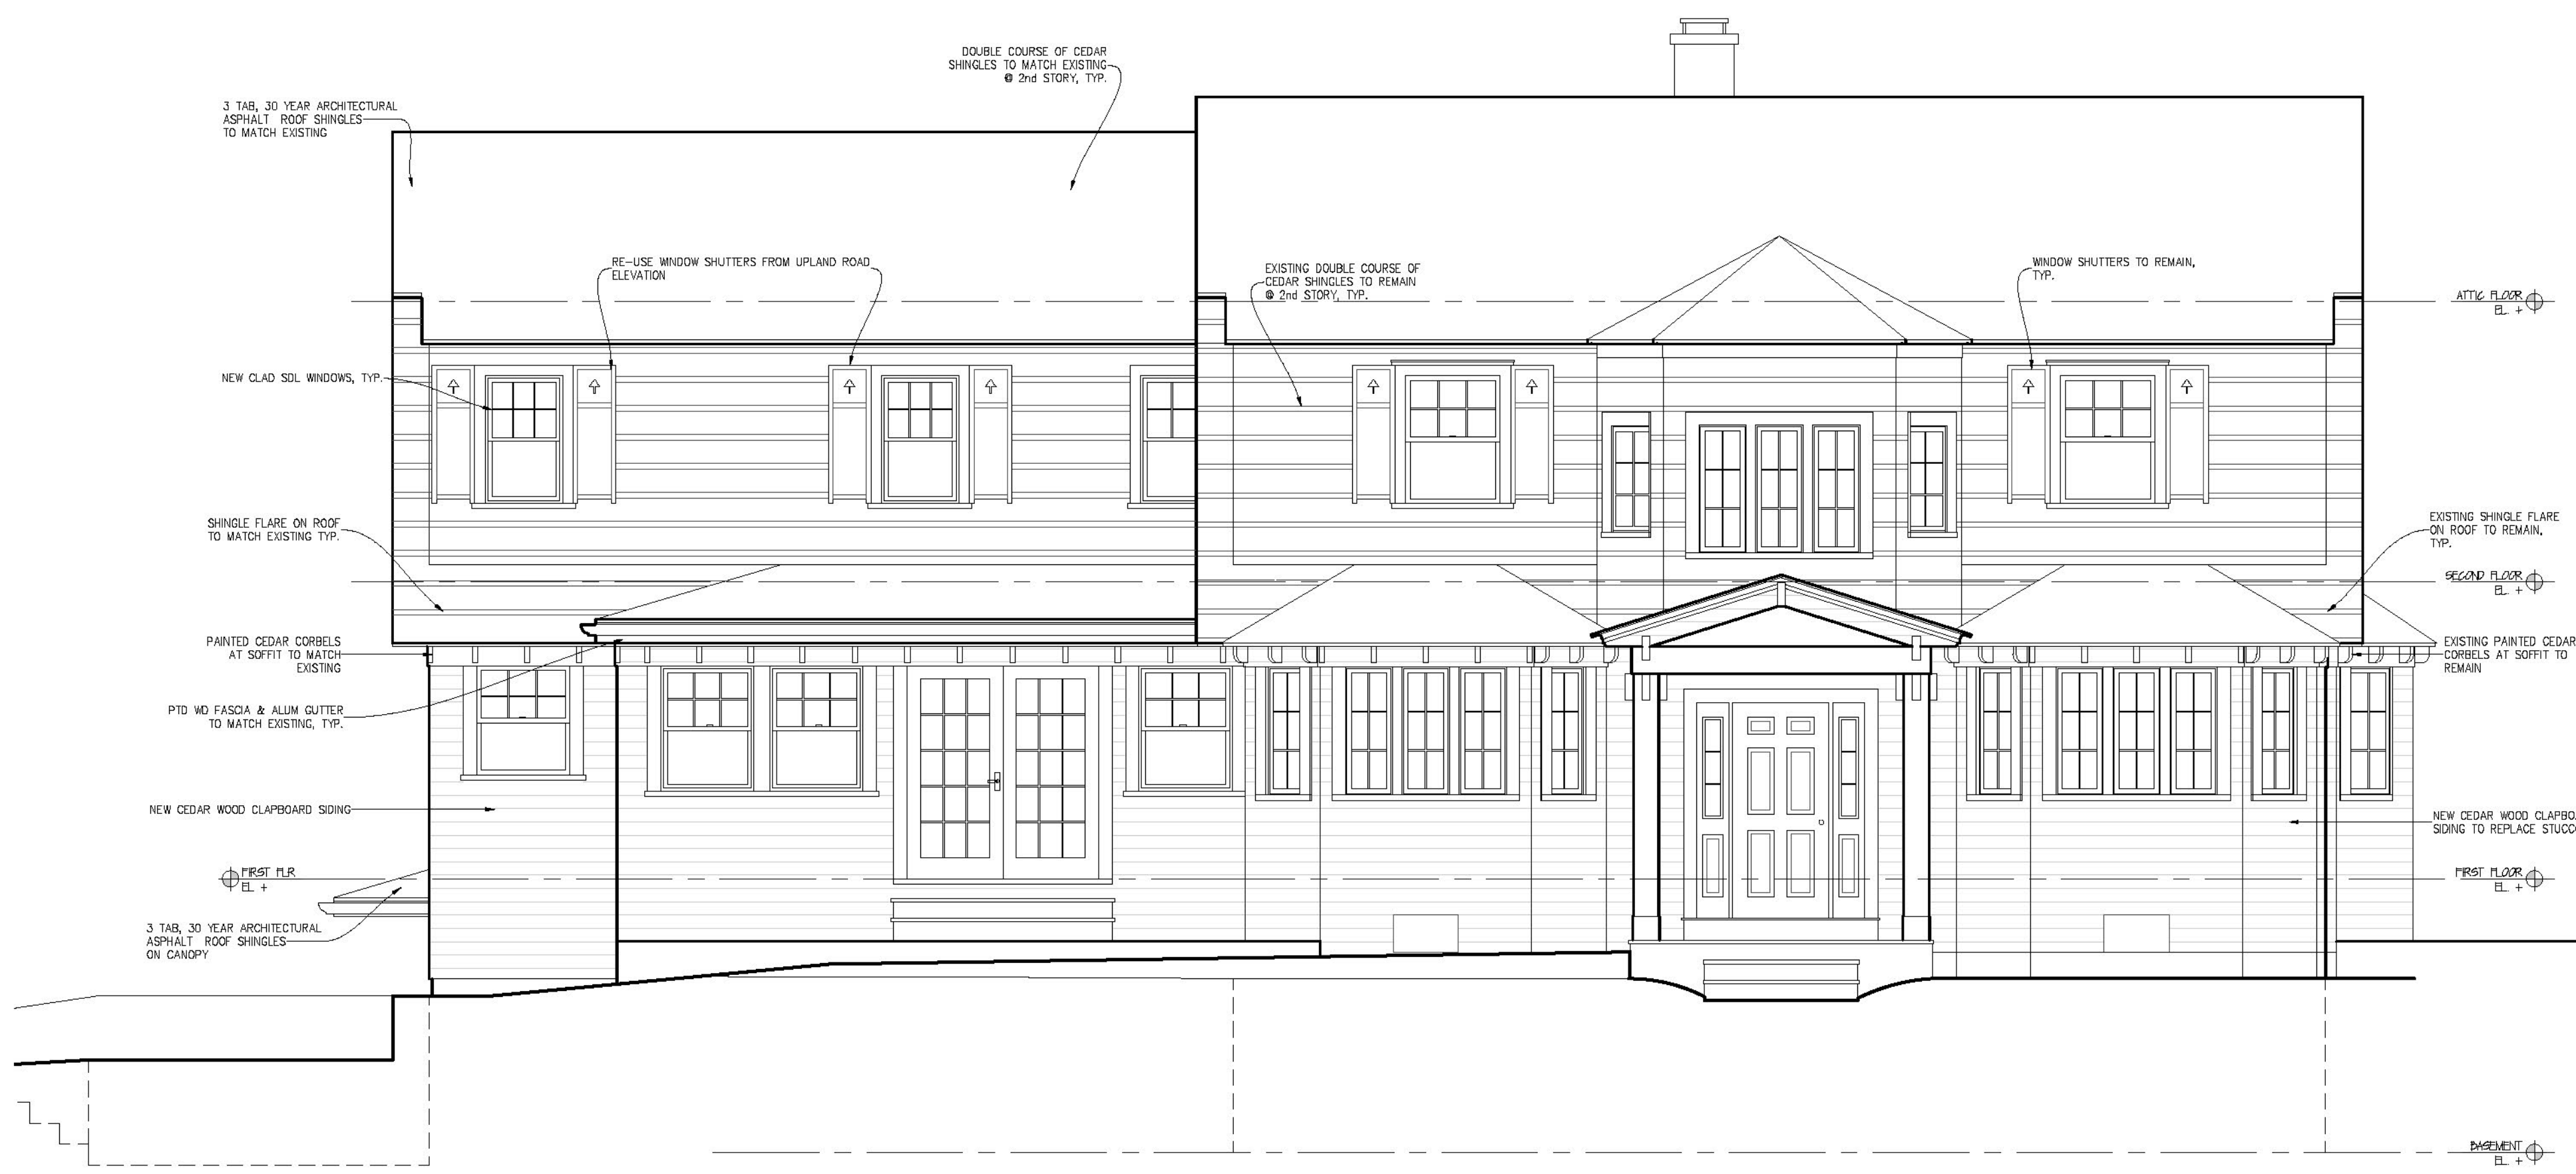 DOUBLE COURSE OF CEDAR
SHINGLES TO MATCH EXISTING
@ 2nd STORY, TYP.
3 TAB, 30 YEAR ARCHITECTURAL
ASPHALT ROOF SHINGLES
TO MATCH EXISTING
RE-USE WINDOW SHUTTERS FROM UPLAND ROAD
ELEVATION
EXISTING DOUBLE COURSE OF
CEDAR SHINGLES TO REMAIN
@ 2nd STORY, TYP.
WINDOW SHUTTERS TO REMAIN,
TYP.
ATTIC FLOOR
EL. +
NEW CLAD SDL WINDOWS, TYP.
SHINGLE FLARE ON ROOF
TO MATCH EXISTING TYP.
EXISTING SHINGLE FLARE
ON ROOF TO REMAIN,
TYP.
SECOND FLOOR
EL. +
PAINTED CEDAR CORBELS
AT SOFFIT TO MATCH
EXISTING
EXISTING PAINTED CEDAR
CORBELS AT SOFFIT TO
REMAIN
PTD WD FASCIA & ALUM GUTTER
TO MATCH EXISTING, TYP.
NEW CEDAR WOOD CLAPBOARD SIDING
NEW CEDAR WOOD CLAPBO
SIDING TO REPLACE STUCC
FIRST FLR
EL +
FIRST FLOOR
EL. +
3 TAB, 30 YEAR ARCHITECTURAL
ASPHALT ROOF SHINGLES
ON CANOPY
BASEMENT
EL. +